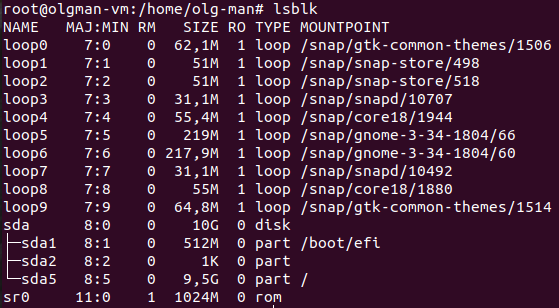 root@olgman-vm:/home/olg-man# lsblk
NAME   MAJ:MIN RM   SIZE RO TYPE MOUNTPOINT
loop0    7:0    0  62,1M  1 loop /snap/gtk-common-themes/1506
loop1    7:1    0    51M  1 loop /snap/snap-store/498
loop2    7:2    0    51M  1 loop /snap/snap-store/518
loop3    7:3    0  31,1M  1 loop /snap/snapd/10707
loop4    7:4    0  55,4M  1 loop /snap/core18/1944
loop5    7:5    0   219M  1 loop /snap/gnome-3-34-1804/66
loop6    7:6    0 217,9M  1 loop /snap/gnome-3-34-1804/60
loop7    7:7    0  31,1M  1 loop /snap/snapd/10492
loop8    7:8    0    55M  1 loop /snap/core18/1880
loop9    7:9    0  64,8M  1 loop /snap/gtk-common-themes/1514
sda      8:0    0    10G  0 disk
├─sda1   8:1    0   512M  0 part /boot/efi
├─sda2   8:2    0     1K  0 part
└─sda5   8:5    0   9,5G  0 part /
sr0     11:0    1  1024M  0 rom